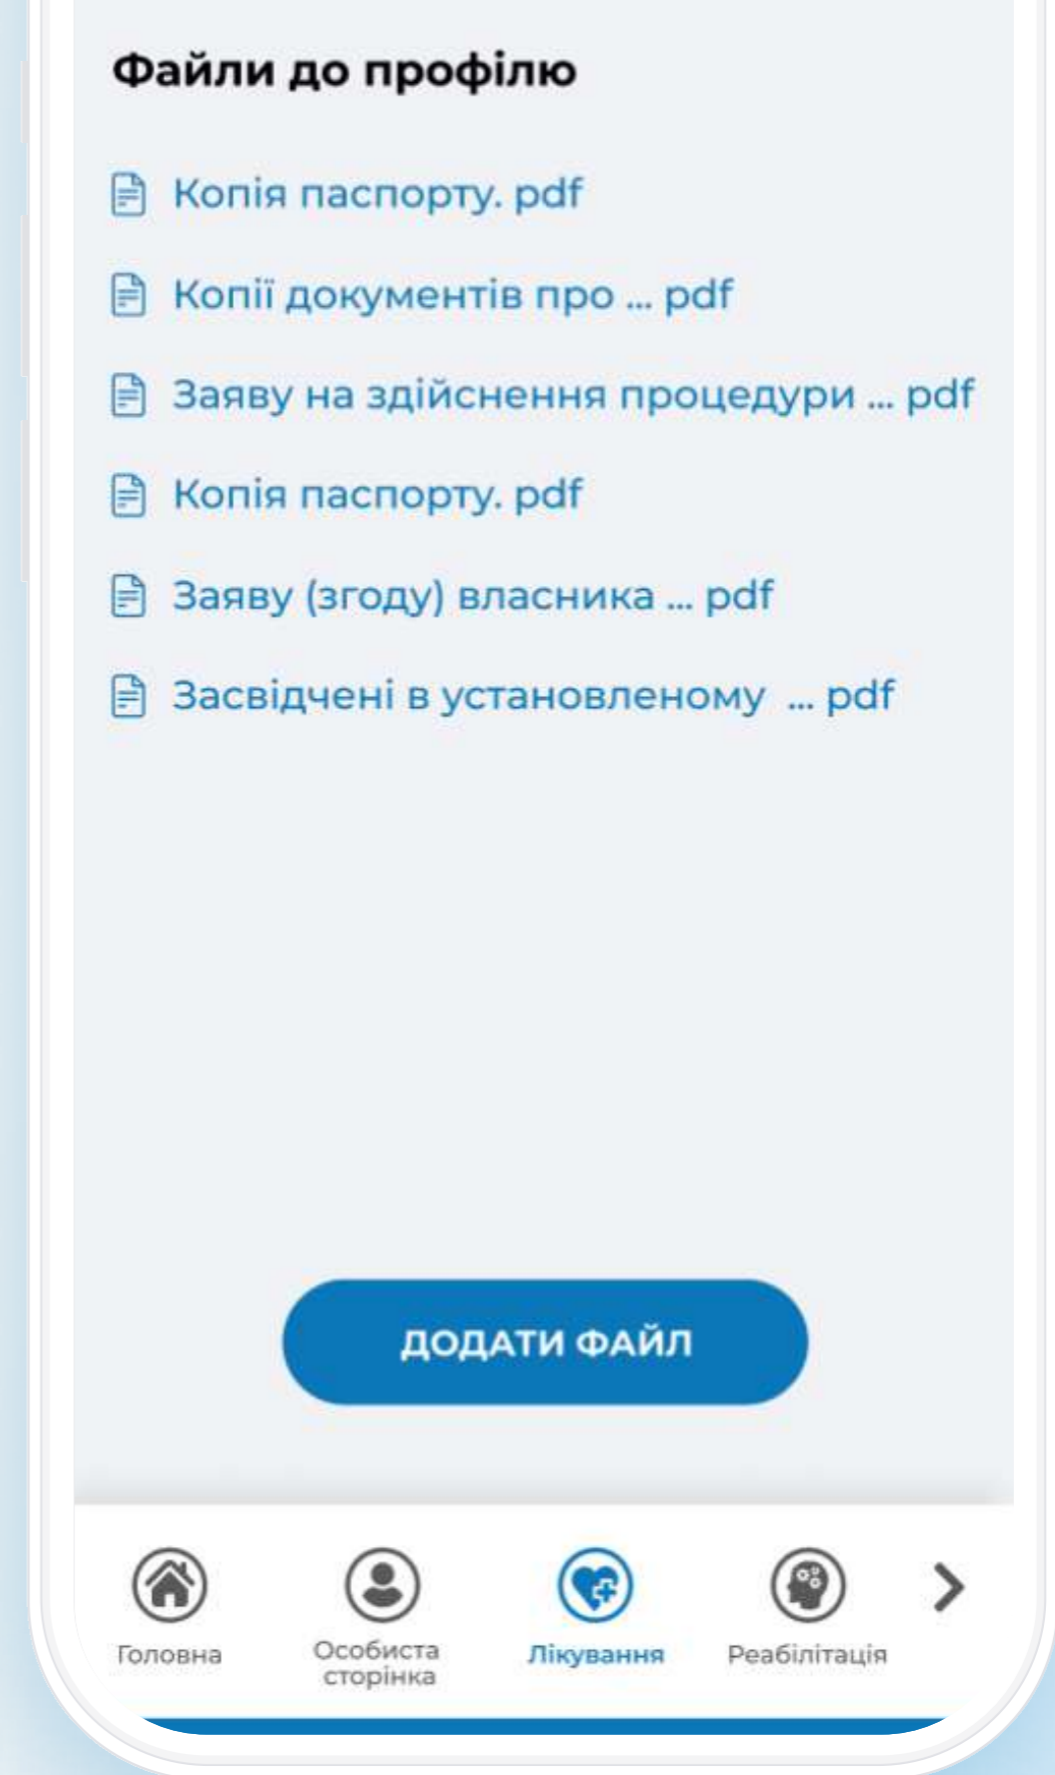 Файли до профілю
Копія паспорту. pdf
Копії документів про ... pdf
Заяву на здійснення процедури ... pdf
Копія паспорту. pdf
Заяву (згоду) власника ... pdf
Засвідчені в установленому ... pdf
ДОДАТИ ФАЙЛ
Головна
Особиста
сторінка
Лікування
Реабілітація